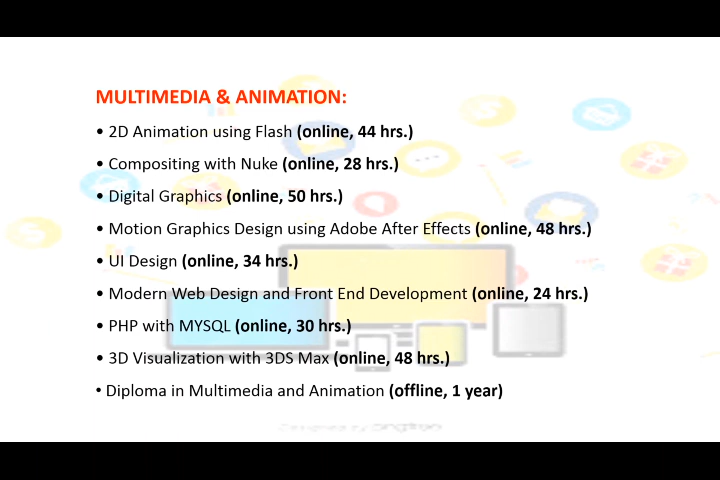 MULTIMEDIA & ANIMATION:
• 2D Animation using Flash (online, 44 hrs.)
• Compositing with Nuke (online, 28 hrs.)
• Digital Graphics (online, 50 hrs.)
• Motion Graphics Design using Adobe After Effects (online, 48 hrs.)
• UI Design (online, 34 hrs.)
• Modern Web Design and Front End Development (online, 24 hrs.)
• PHP with MYSQL (online, 30 hrs.)
• 3D Visualization with 3DS Max (online, 48 hrs.)
• Diploma in Multimedia and Animation (offline, 1 year)